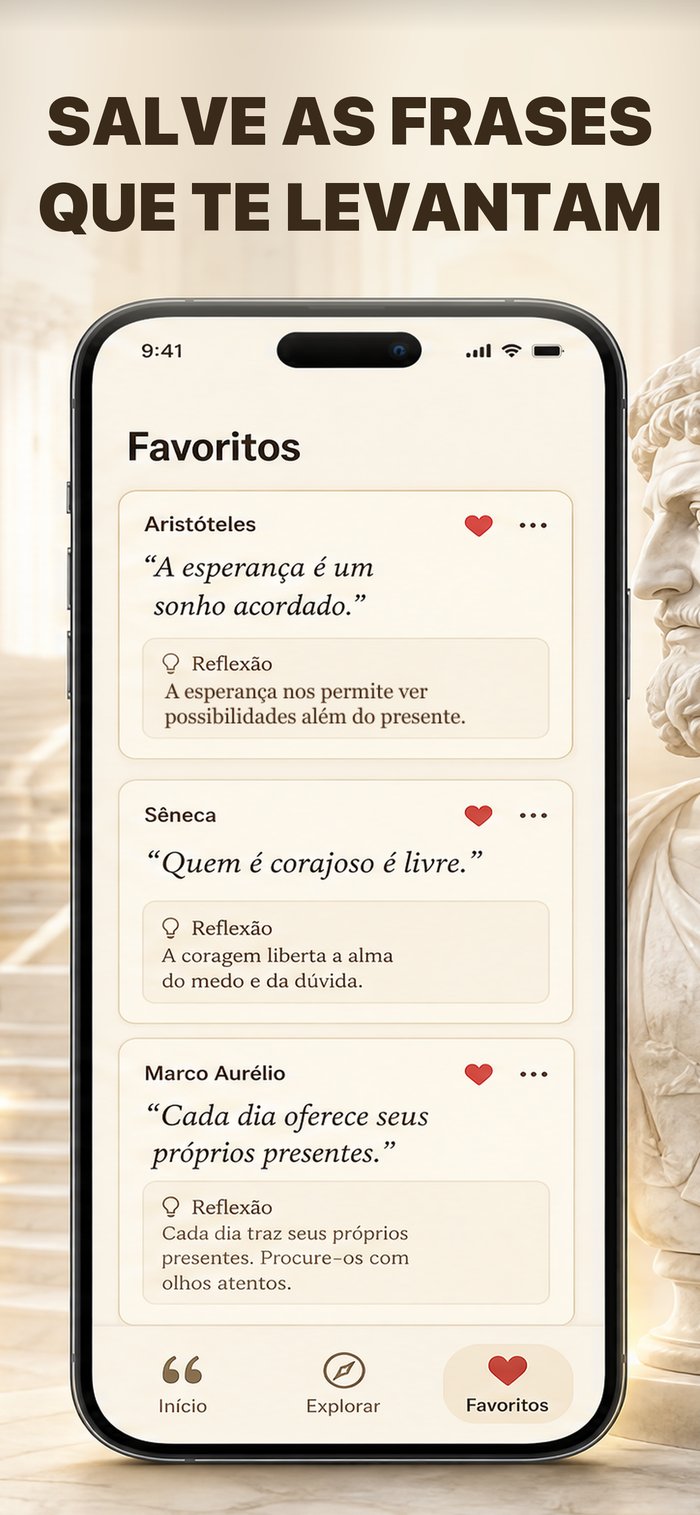 SALVE AS FRASES
QUE TE LEVANTAM
9:41
Favoritos
Aristóteles
“A esperança é um
sonho acordado.”
Reflexão
A esperança nos permite ver
possibilidades além do presente.
Sêneca
“Quem é corajoso é livre.”
Reflexão
A coragem liberta a alma
do medo e da dúvida.
Marco Aurélio
“Cada dia oferece seus
próprios presentes.”
Reflexão
Cada dia traz seus próprios
presentes. Procure-os com
olhos atentos.
Início
Explorar
Favoritos